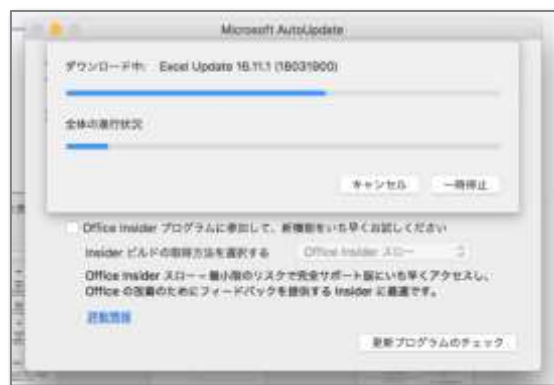 Microsoft AutoUpdate
ダウンロード中: Excel Update 16.11.1 (18031900)
全体の進行状況
キャンセル 一時停止
Office Insider プログラムに参加して、新機能をいち早くお試しください
Insider ビルドの取得方法を選択する Office Insider スロー
Office Insider スロー - 最小限のリスクで完全サポート版にいち早くアクセスし、
Office の改善のためにフィードバックを提供する Insider に最適です。
更新プログラムのチェック